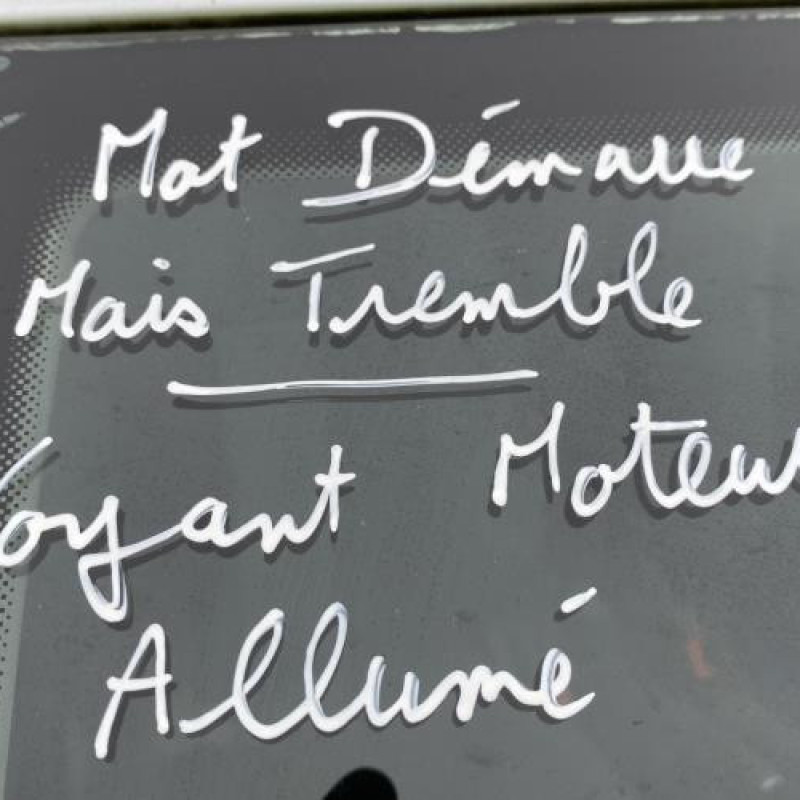 Mot Démarre
Mais Tremble
Voyant Moteur
Allumé